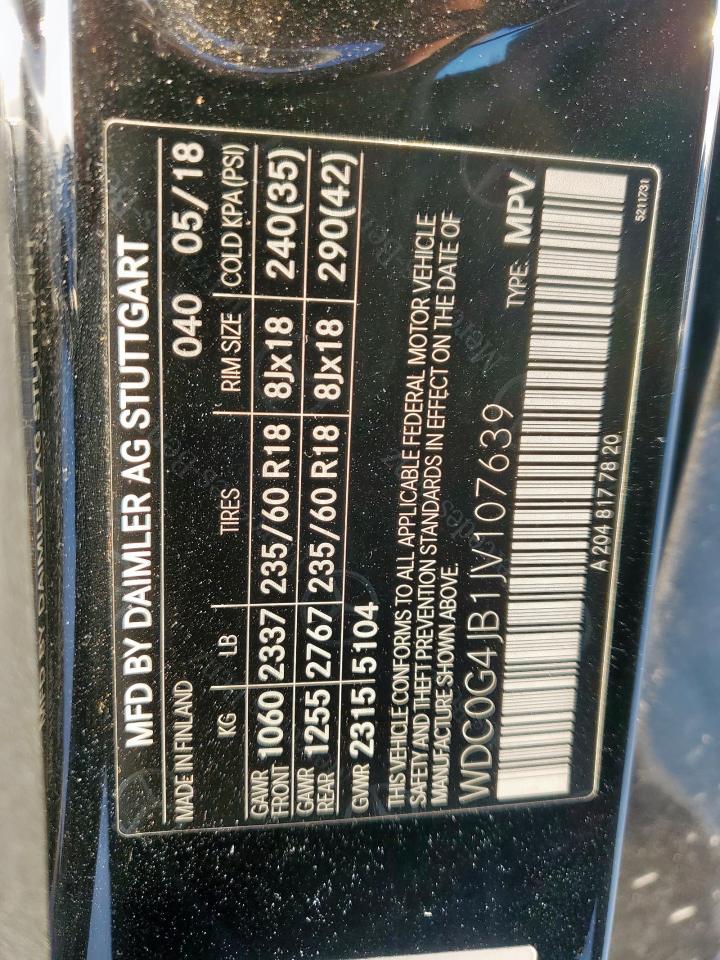 MFD BY DAIMLER AG STUTTGART
MADE IN FINLAND 040 05/18
KG LB TIRES RIM SIZE COLD KPA (PSI)
GAWR FRONT 1060 2337 235/60 R18 8Jx18 240(35)
GAWR REAR 1255 2767 235/60 R18 8Jx18 290(42)
GVWR 2315 5104
THIS VEHICLE CONFORMS TO ALL APPLICABLE FEDERAL MOTOR VEHICLE
SAFETY AND THEFT PREVENTION STANDARDS IN EFFECT ON THE DATE OF
MANUFACTURE SHOWN ABOVE.
WDC0G4JB1JV107639 TYPE: MPV
A 204 817 78 20
5211731